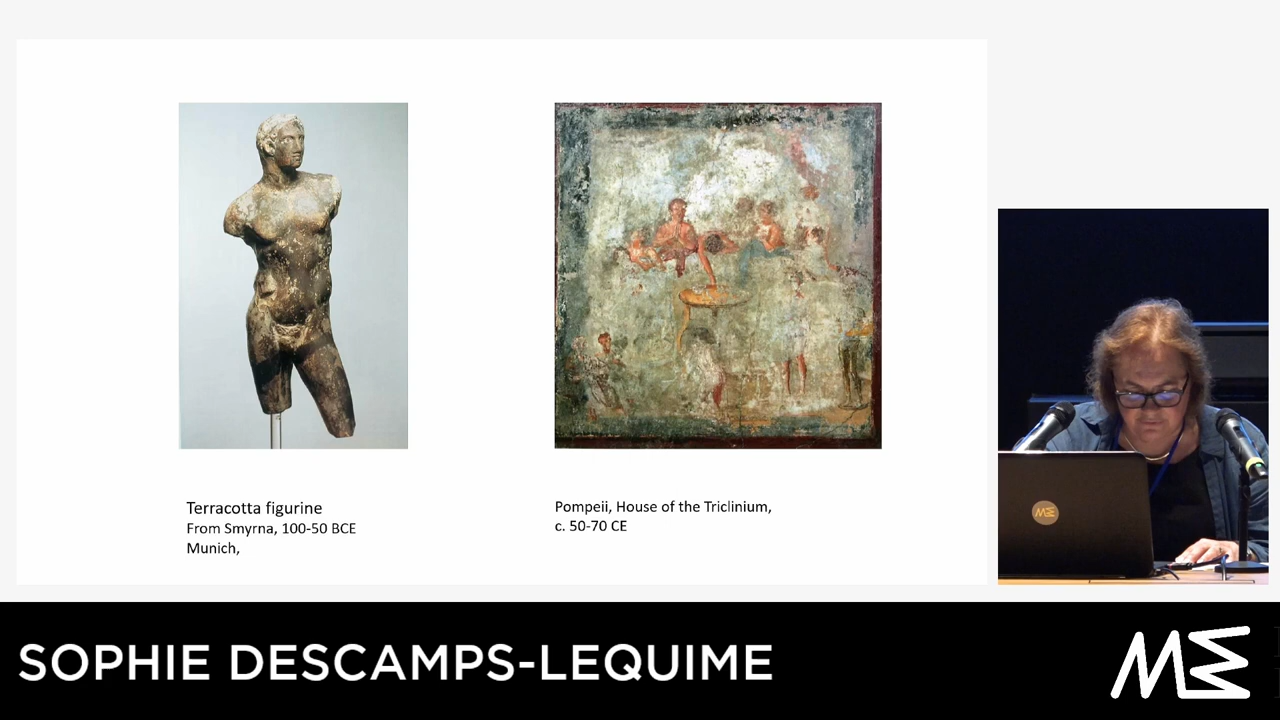 Terracotta figurine
From Smyrna, 100-50 BCE
Munich,
Pompeii, House of the Triclinium,
c. 50-70 CE
SOPHIE DESCAMPS-LEQUIME